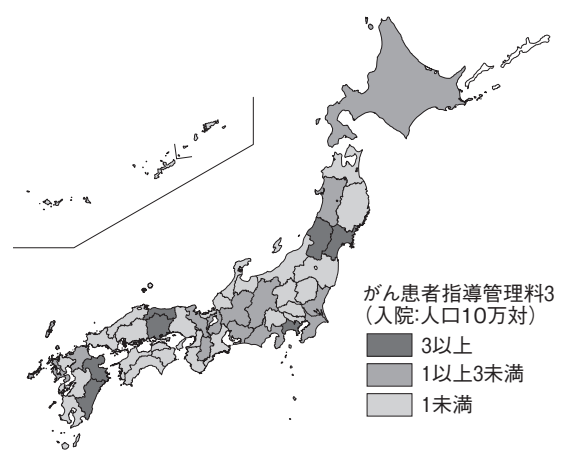 がん患者指導管理料3
(入院:人口10万対)
3以上
1以上3未満
1未満